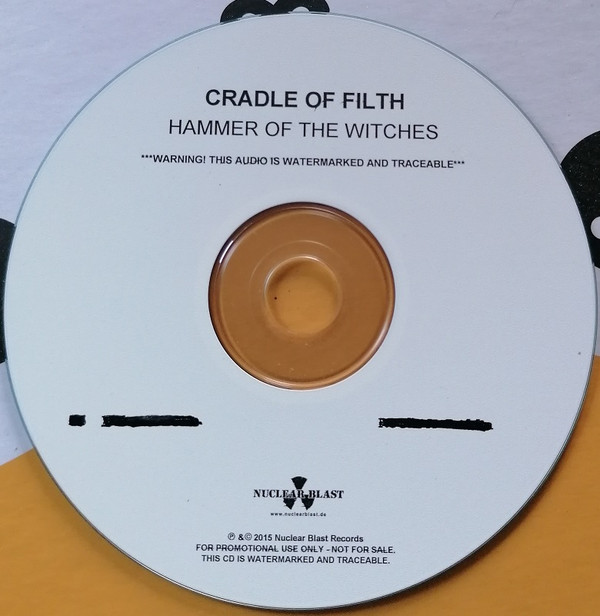 CRADLE OF FILTH
HAMMER OF THE WITCHES
***WARNING! THIS AUDIO IS WATERMARKED AND TRACEABLE***
NUCLEAR BLAST
www.nuclearblast.de
℗ &© 2015 Nuclear Blast Records
FOR PROMOTIONAL USE ONLY - NOT FOR SALE.
THIS CD IS WATERMARKED AND TRACEABLE.